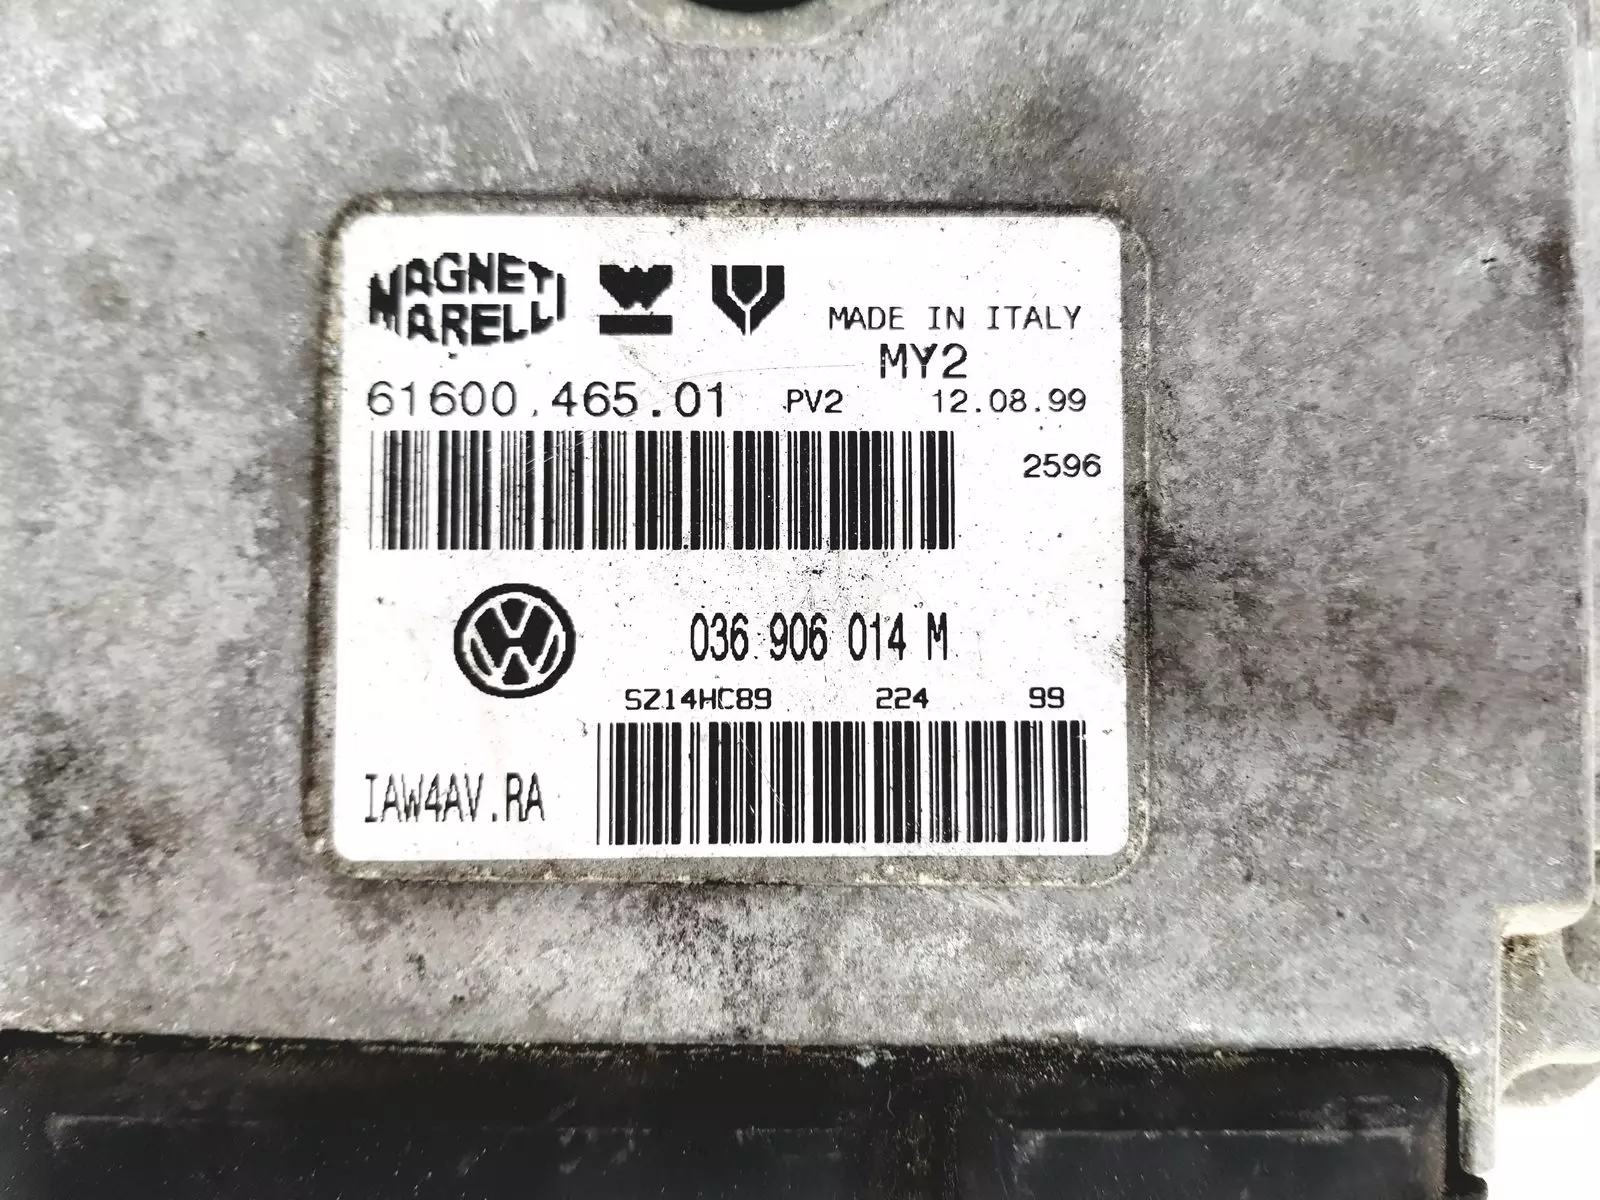 MAGNETI
MARELLI
MADE IN ITALY
MY2
61600.465.01 PV2 12.08.99
2596
036 906 014 M
SZ14HC89 224 99
IAW4AV.RA